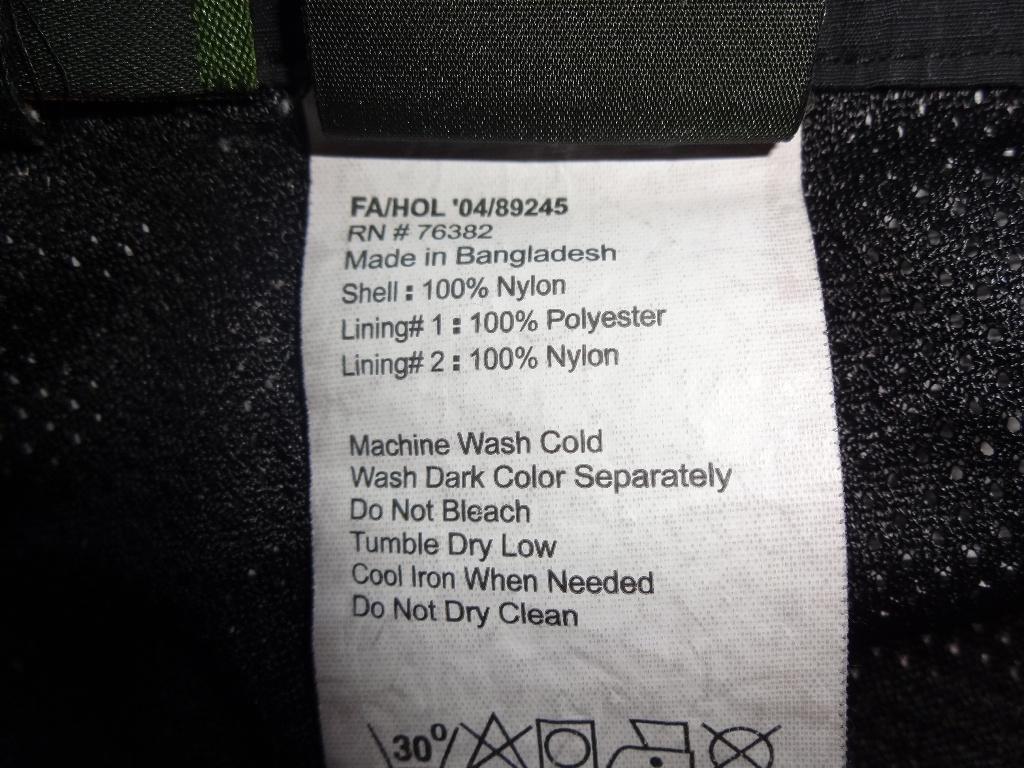 FA/HOL '04/89245
RN # 76382
Made in Bangladesh
Shell : 100% Nylon
Lining# 1 : 100% Polyester
Lining# 2 : 100% Nylon
Machine Wash Cold
Wash Dark Color Separately
Do Not Bleach
Tumble Dry Low
Cool Iron When Needed
Do Not Dry Clean
30°